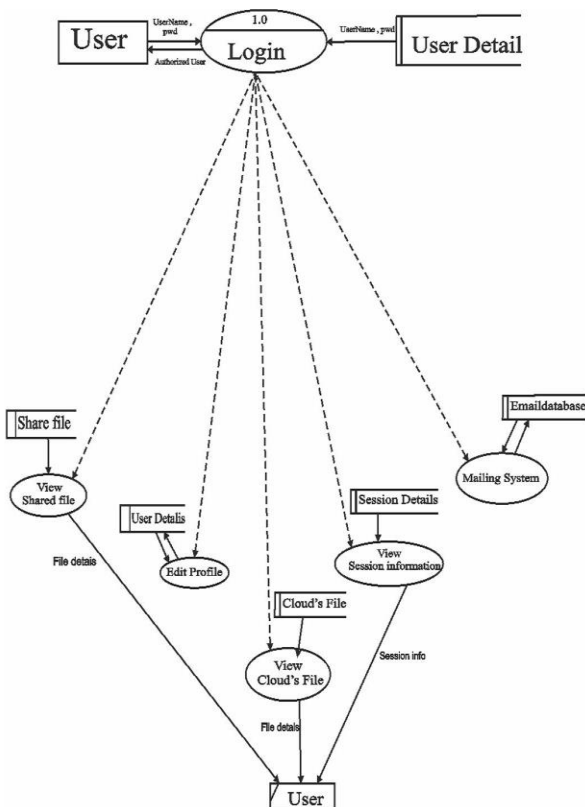 UserName , pwd
1.0
User
Login
Authorized User
UserName , pwd
User Detail
Share file
Emaildatabase
View
Shared file
Mailing System
User Detalis
Session Details
Edit Profile
View
Session information
File detais
Cloud's File
View
Cloud's File
Session info
File detais
User